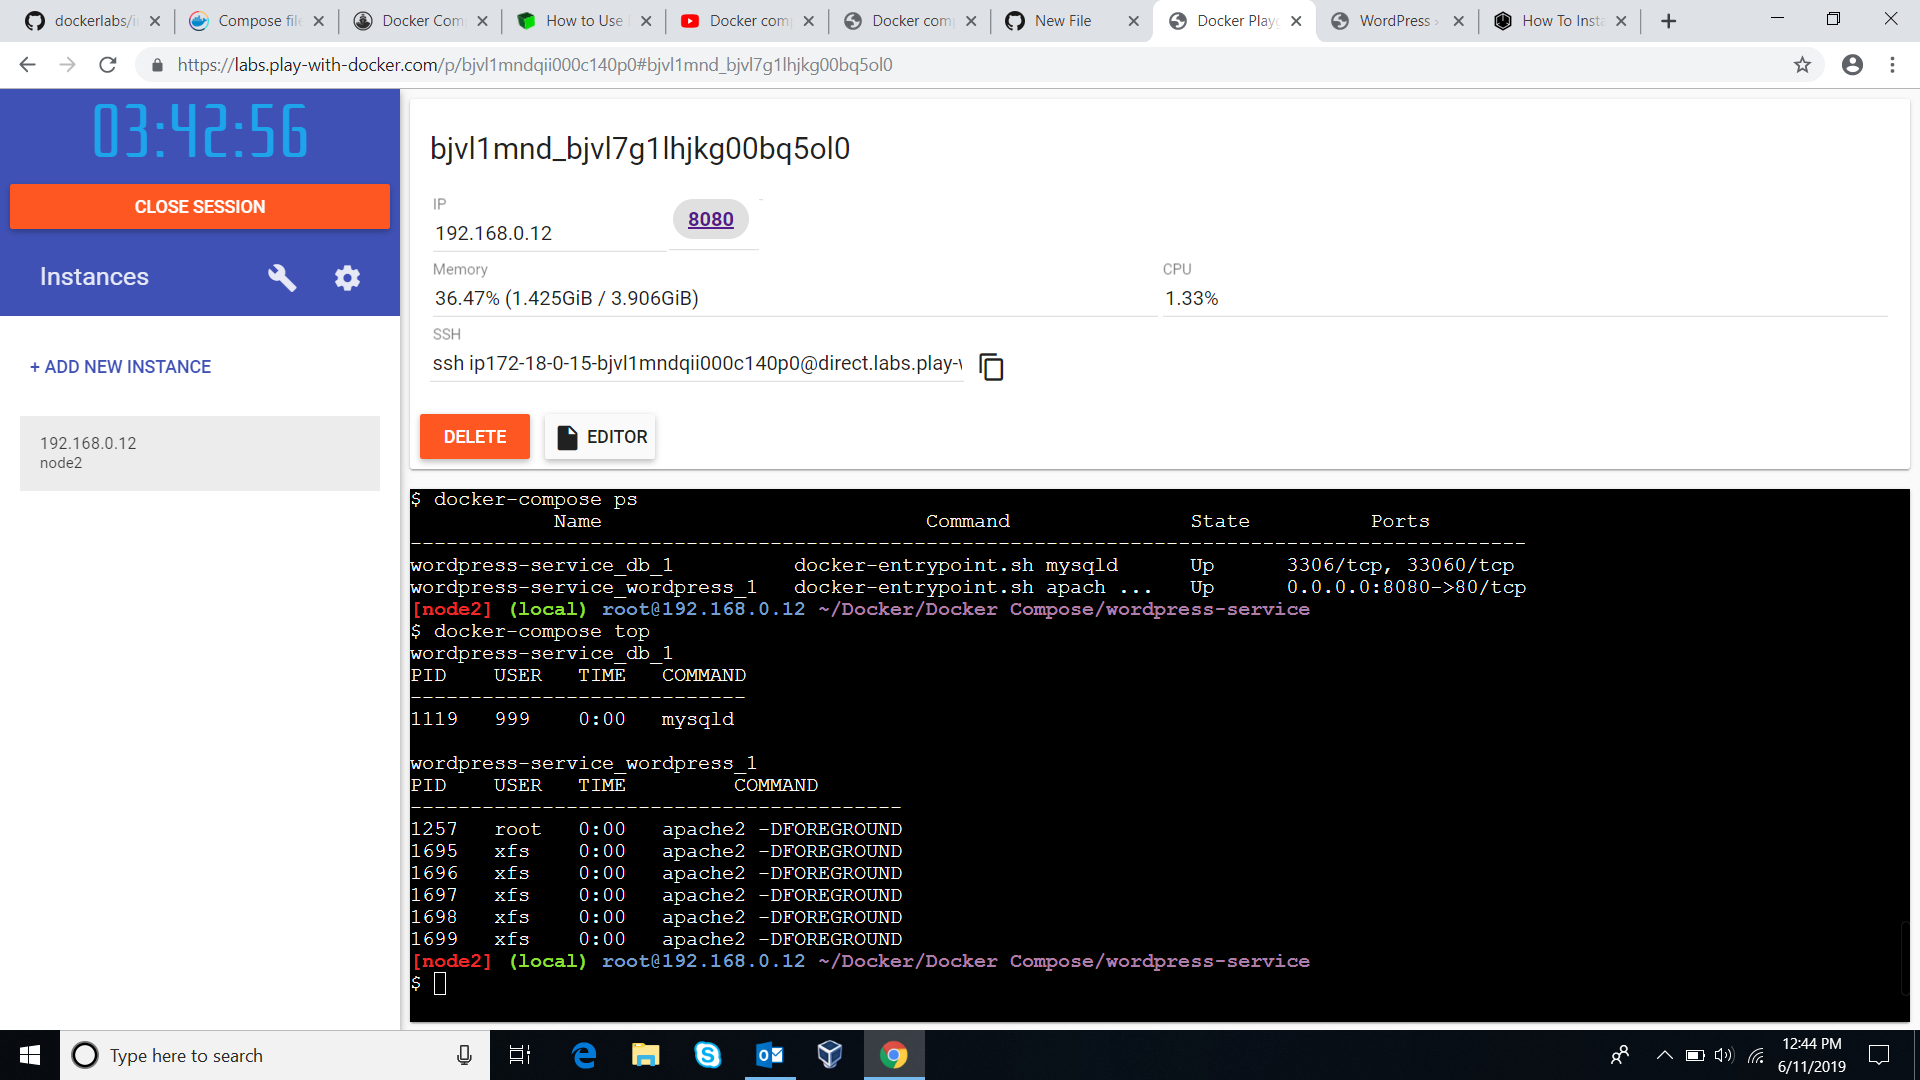 dockerlabs/i
Compose file
Docker Com
How to Use
Docker com
Docker com
New File
Docker Play
WordPress ›
How To Insta
https://labs.play-with-docker.com/p/bjvl1mndqii000c140p0#bjvl1mnd_bjvl7g1lhjkg00bq5ol0
03:42:56
CLOSE SESSION
Instances
+ ADD NEW INSTANCE
192.168.0.12
node2
bjvl1mnd_bjvl7g1lhjkg00bq5ol0
IP
192.168.0.12
8080
Memory
36.47% (1.425GiB / 3.906GiB)
CPU
1.33%
SSH
ssh ip172-18-0-15-bjvl1mndqii000c140p0@direct.labs.play-w
DELETE
EDITOR
$ docker-compose ps
Name Command State Ports
---------------------------------------------------------------------------------------------
wordpress-service_db_1 docker-entrypoint.sh mysqld Up 3306/tcp, 33060/tcp
wordpress-service_wordpress_1 docker-entrypoint.sh apach ... Up 0.0.0.0:8080->80/tcp
[node2] (local) root@192.168.0.12 ~/Docker/Docker Compose/wordpress-service
$ docker-compose top
wordpress-service_db_1
PID USER TIME COMMAND
----------------------------
1119 999 0:00 mysqld
wordpress-service_wordpress_1
PID USER TIME COMMAND
-----------------------------------------
1257 root 0:00 apache2 -DFOREGROUND
1695 xfs 0:00 apache2 -DFOREGROUND
1696 xfs 0:00 apache2 -DFOREGROUND
1697 xfs 0:00 apache2 -DFOREGROUND
1698 xfs 0:00 apache2 -DFOREGROUND
1699 xfs 0:00 apache2 -DFOREGROUND
[node2] (local) root@192.168.0.12 ~/Docker/Docker Compose/wordpress-service
$
Type here to search
12:44 PM
6/11/2019